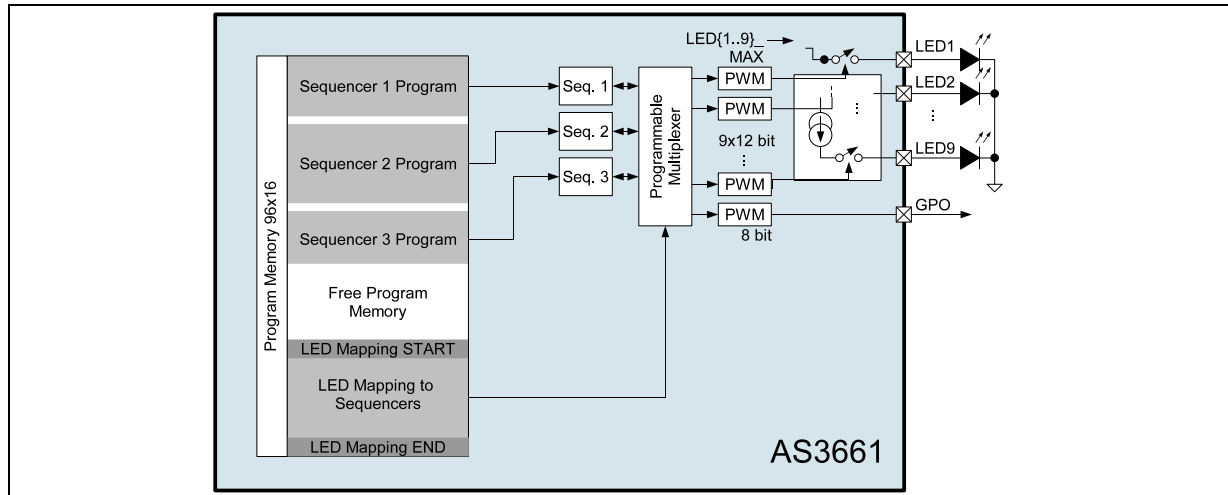 Program Memory 96x16
Sequencer 1 Program
Sequencer 2 Program
Sequencer 3 Program
Free Program
Memory
LED Mapping START
LED Mapping to
Sequencers
LED Mapping END
Seq. 1
Seq. 2
Seq. 3
Programmable
Multiplexer
LED{1..9}_
MAX
PWM
PWM
9x12 bit
⋮
PWM
PWM
8 bit
...
LED1
LED2
⋮
LED9
GPO
AS3661